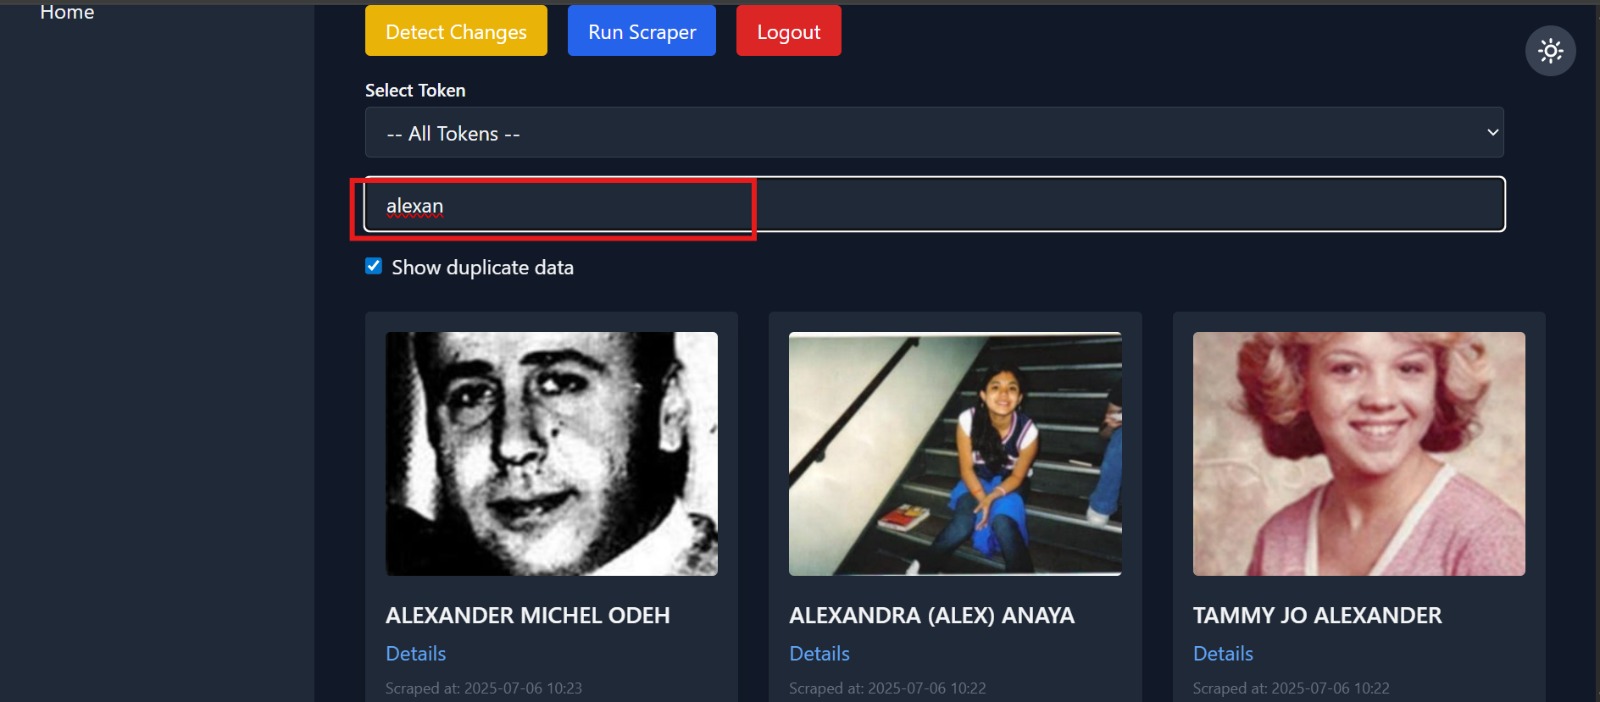 Home
Detect Changes Run Scraper Logout
Select Token
-- All Tokens --
alexan
Show duplicate data
ALEXANDER MICHEL ODEH ALEXANDRA (ALEX) ANAYA TAMMY JO ALEXANDER
Details Details Details
Scraped at: 2025-07-06 10:23 Scraped at: 2025-07-06 10:22 Scraped at: 2025-07-06 10:22